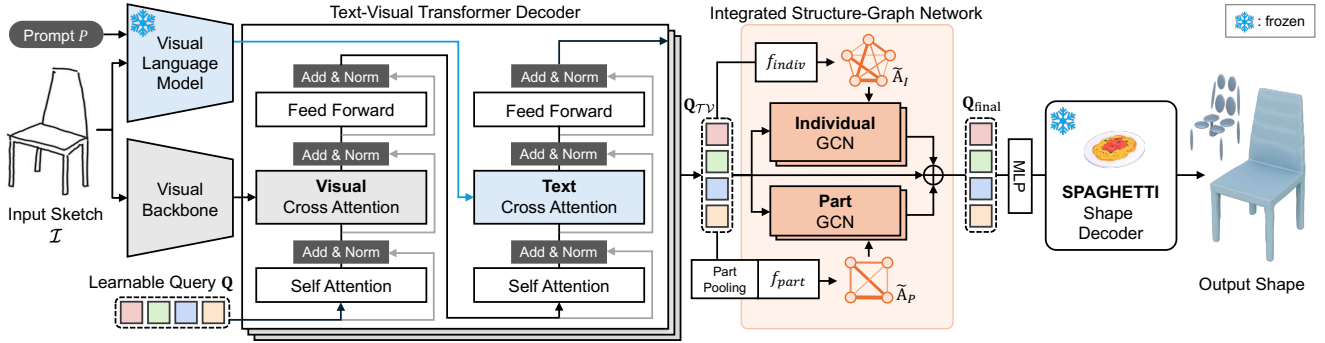 Text-Visual Transformer Decoder
Integrated Structure-Graph Network
: frozen
Prompt P
Visual
Language
Model
Add & Norm
Feed Forward
Add & Norm
Visual
Cross Attention
Add & Norm
Self Attention
Add & Norm
Feed Forward
Add & Norm
Text
Cross Attention
Add & Norm
Self Attention
Visual
Backbone
Input Sketch
ℐ
Learnable Query Q
Q_𝒯𝒱
f_indiv
Ã_I
Individual
GCN
Part
GCN
Part
Pooling
f_part
Ã_P
Q_final
MLP
SPAGHETTI
Shape
Decoder
Output Shape